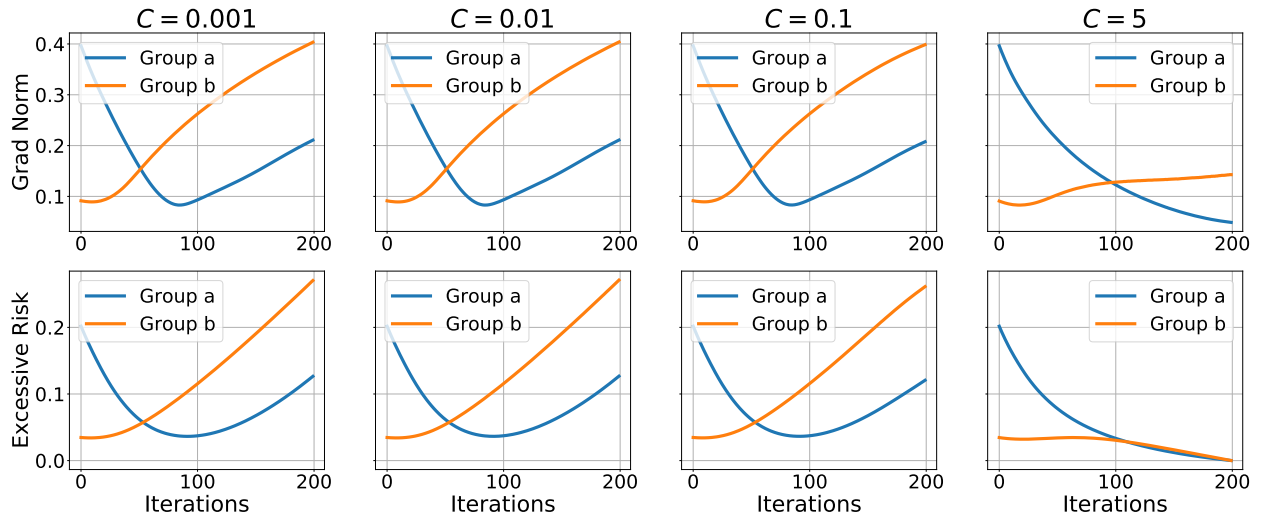 C = 0.001
C = 0.01
C = 0.1
C = 5
Grad Norm
0.4
0.3
0.2
0.1
Group a
Group b
0 100 200
Group a
Group b
0 100 200
Group a
Group b
0 100 200
Group a
Group b
0 100 200
Excessive Risk
0.2
0.1
0.0
Group a
Group b
0 100 200
Iterations
Group a
Group b
0 100 200
Iterations
Group a
Group b
0 100 200
Iterations
Group a
Group b
0 100 200
Iterations